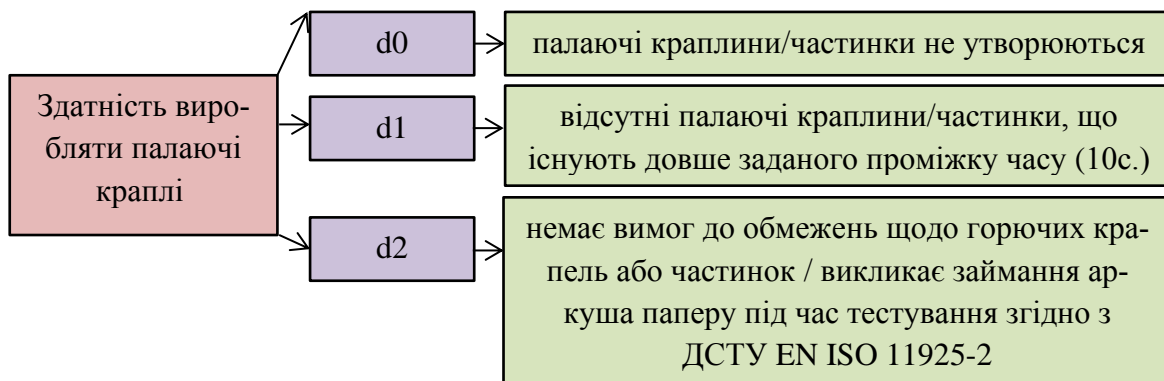 Здатність виро-
бляти палаючі
краплі
d0
палаючі краплини/частинки не утворюються
d1
відсутні палаючі краплини/частинки, що
існують довше заданого проміжку часу (10с.)
d2
немає вимог до обмежень щодо горючих кра-
пель або частинок / викликає займання ар-
куша паперу під час тестування згідно з
ДСТУ EN ISO 11925-2